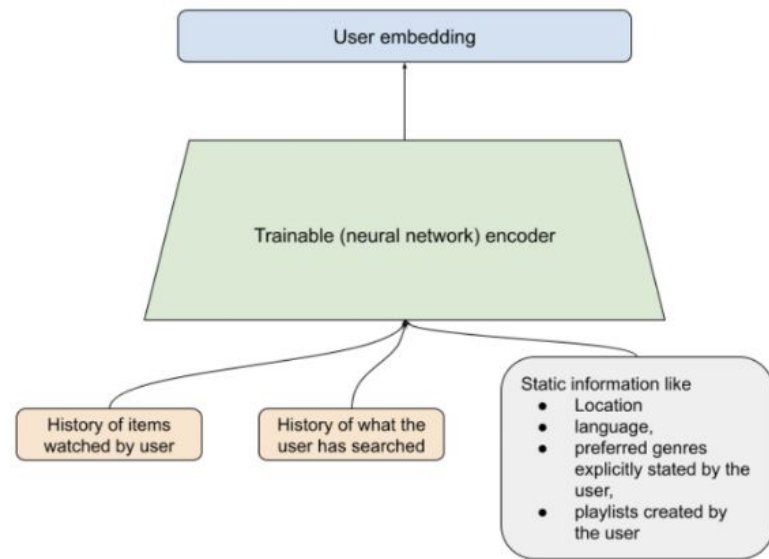 User embedding
Trainable (neural network) encoder
History of items
watched by user
History of what the
user has searched
Static information like
● Location
● language,
● preferred genres
explicitly stated by the
user,
● playlists created by
the user